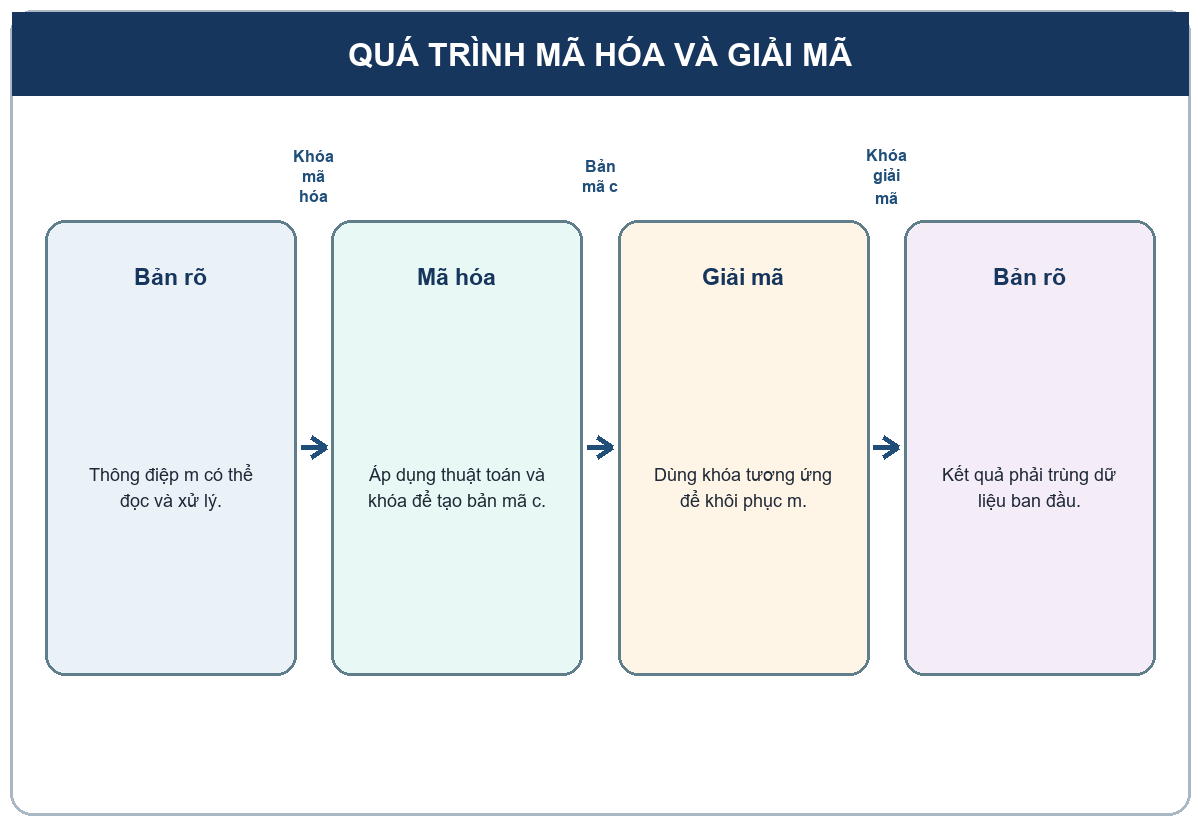 QUÁ TRÌNH MÃ HÓA VÀ GIẢI MÃ
Khóa
mã
hóa
Bản
mã c
Khóa
giải
mã
Bản rõ
Thông điệp m có thể
đọc và xử lý.
Mã hóa
Áp dụng thuật toán và
khóa để tạo bản mã c.
Giải mã
Dùng khóa tương ứng
để khôi phục m.
Bản rõ
Kết quả phải trùng dữ
liệu ban đầu.